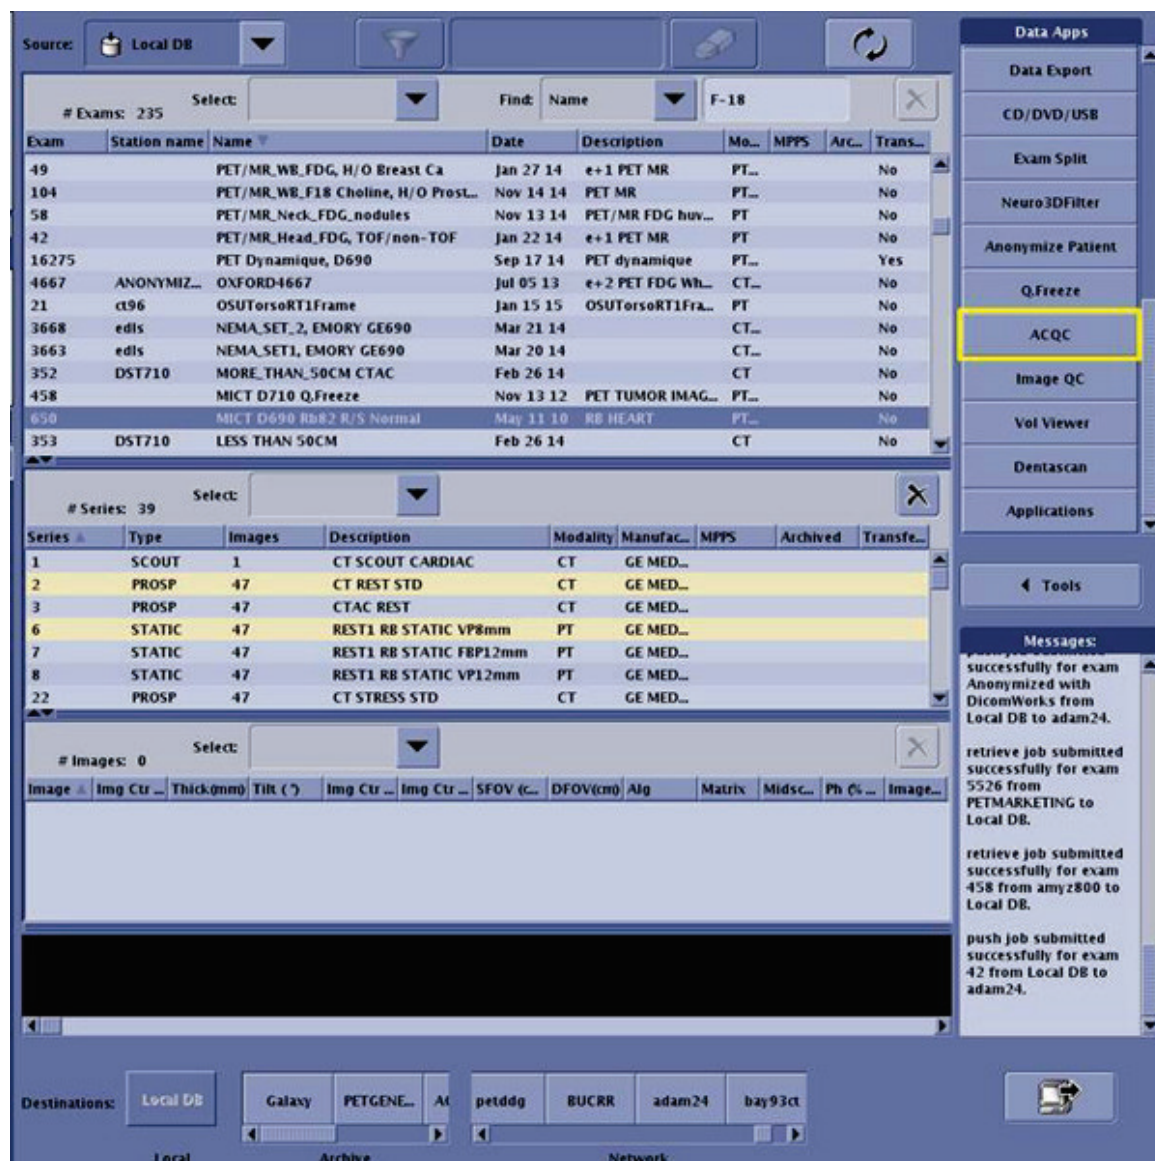 Source: Local DB
# Exams: 235 Select: Find: Name F-18
Exam Station name Name Date Description Mo... MPPS Arc... Trans...
49 PET/MR_WB_FDG, H/O Breast Ca Jan 27 14 e+1 PET MR PT... No
104 PET/MR_WB_F18 Choline, H/O Prost... Nov 14 14 PET MR PT... No
58 PET/MR_Neck_FDG_nodules Nov 13 14 PET/MR FDG huv... PT No
42 PET/MR_Head_FDG, TOF/non-TOF Jan 22 14 e+1 PET MR PT No
16275 PET Dynamique, D690 Sep 17 14 PET dynamique PT... Yes
4667 ANONYMIZ... OXFORD4667 Jul 05 13 e+2 PET FDG Wh... CT... No
21 ct96 OSUTorsoRT1Frame Jan 15 15 OSUTorsoRT1Fra... PT No
3668 edls NEMA_SET_2, EMORY GE690 Mar 21 14 CT... No
3663 edls NEMA_SET1, EMORY GE690 Mar 20 14 CT... No
352 DST710 MORE_THAN_50CM CTAC Feb 26 14 CT No
458 MICT D710 Q.Freeze Nov 13 12 PET TUMOR IMAG... PT... No
650 MICT D690 Rb82 R/S Normal May 11 10 RB HEART PT... No
353 DST710 LESS THAN 50CM Feb 26 14 CT No
# Series: 39 Select:
Series Type Images Description Modality Manufac... MPPS Archived Transfe...
1 SCOUT 1 CT SCOUT CARDIAC CT GE MED...
2 PROSP 47 CT REST STD CT GE MED...
3 PROSP 47 CTAC REST CT GE MED...
6 STATIC 47 REST1 RB STATIC VP8mm PT GE MED...
7 STATIC 47 REST1 RB STATIC FBP12mm PT GE MED...
8 STATIC 47 REST1 RB STATIC VP12mm PT GE MED...
22 PROSP 47 CT STRESS STD CT GE MED...
# Images: 0 Select:
Image Img Ctr ... Thick(mm) Tilt (°) Img Ctr ... Img Ctr ... SFOV (c... DFOV(cm) Alg Matrix Midsc... Ph (% ... Image...
Data Apps
Data Export
CD/DVD/USB
Exam Split
Neuro3DFilter
Anonymize Patient
Q.Freeze
ACQC
Image QC
Vol Viewer
Dentascan
Applications
Tools
Messages:
successfully for exam
Anonymized with
DicomWorks from
Local DB to adam24.
retrieve job submitted
successfully for exam
5526 from
PETMARKETING to
Local DB.
retrieve job submitted
successfully for exam
458 from amyz800 to
Local DB.
push job submitted
successfully for exam
42 from Local DB to
adam24.
Destinations: Local DB Galaxy PETGENE... petddg BUCRR adam24 bay93ct
Local Archive Network